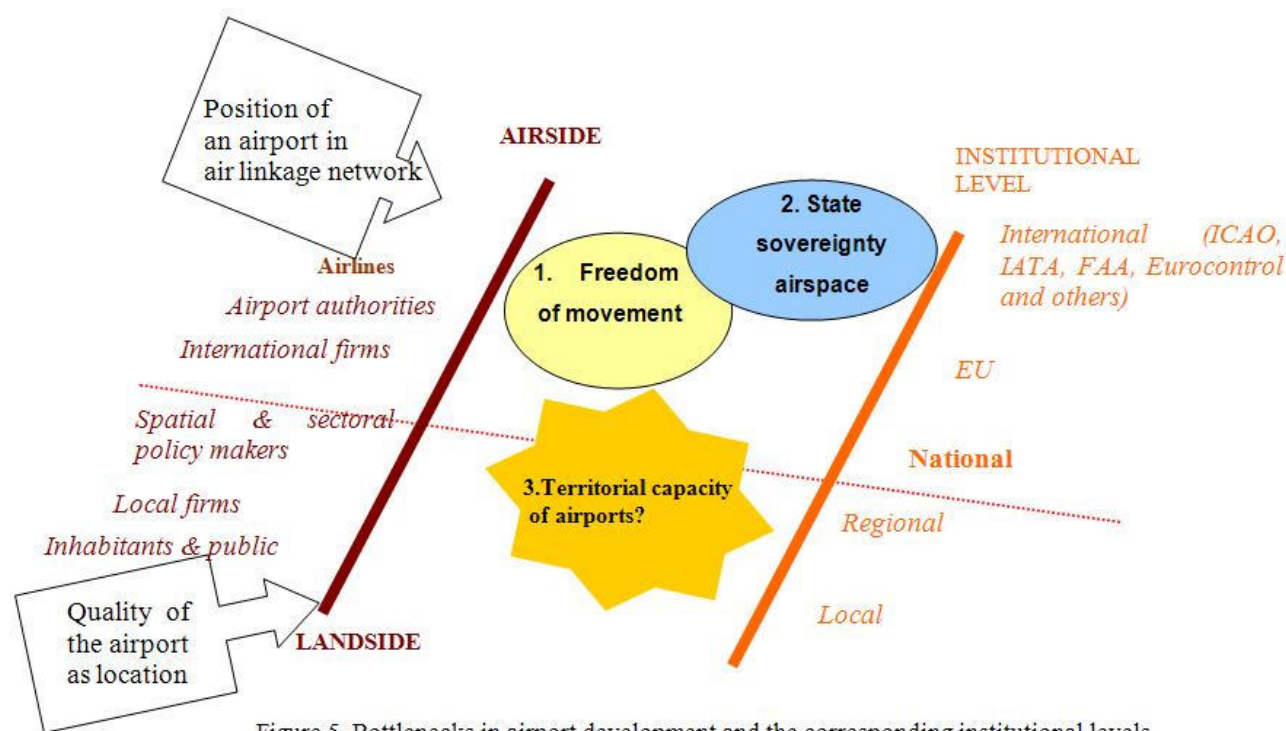 Position of
an airport in
air linkage network
AIRSIDE
Airlines
Airport authorities
International firms
Spatial & sectoral
policy makers
Local firms
Inhabitants & public
Quality of
the airport
as location
LANDSIDE
1. Freedom
of movement
2. State
sovereignty
airspace
3.Territorial capacity
of airports?
INSTITUTIONAL
LEVEL
International (ICAO,
IATA, FAA, Eurocontrol
and others)
EU
National
Regional
Local
Figure 5. Bottlenecks in airport development and the corresponding institutional levels